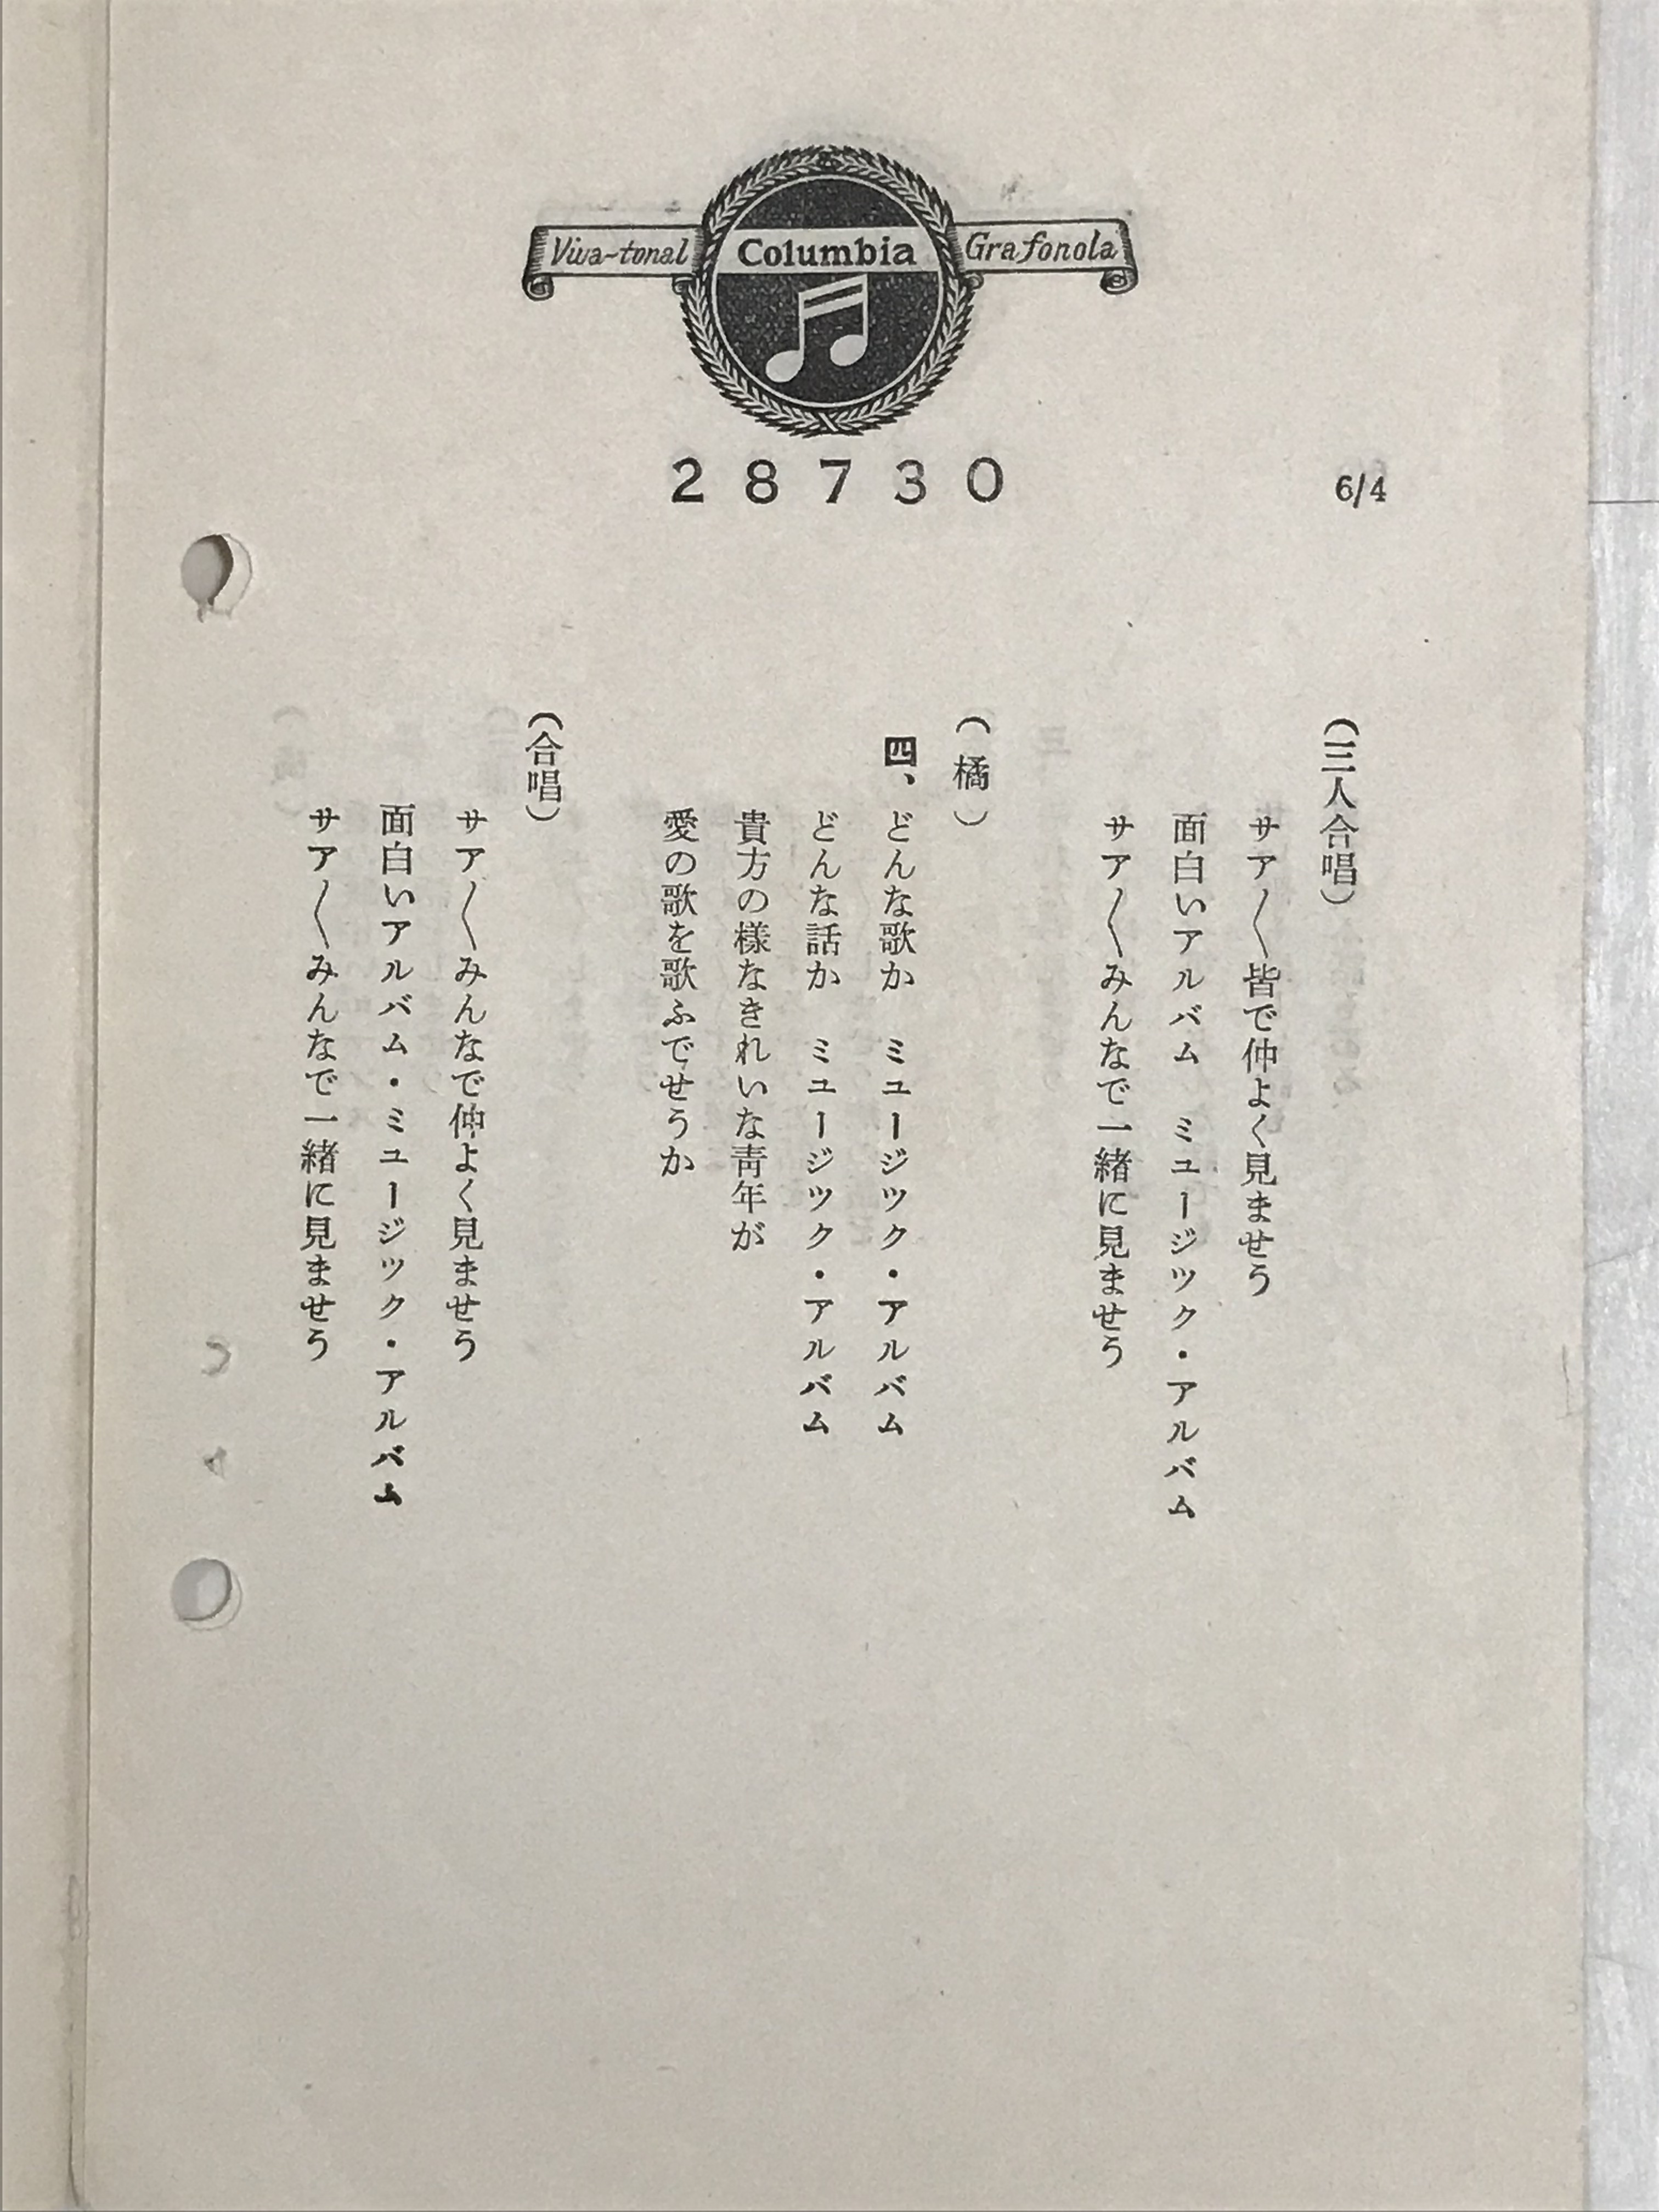 Viva-tonal Columbia Grafonola
28730
6/4
(三人合唱)
サア〳〵皆で仲よく見ませう
面白いアルバム　ミユージツク・アルバム
サア〳〵みんなで一緒に見ませう
(橘)
四、どんな歌か　ミユージツク・アルバム
どんな話か　ミユージツク・アルバム
貴方の様なきれいな青年が
愛の歌を歌ふでせうか
(合唱)
サア〳〵みんなで仲よく見ませう
面白いアルバム・ミユージツク・アルバム
サア〳〵みんなで一緒に見ませう